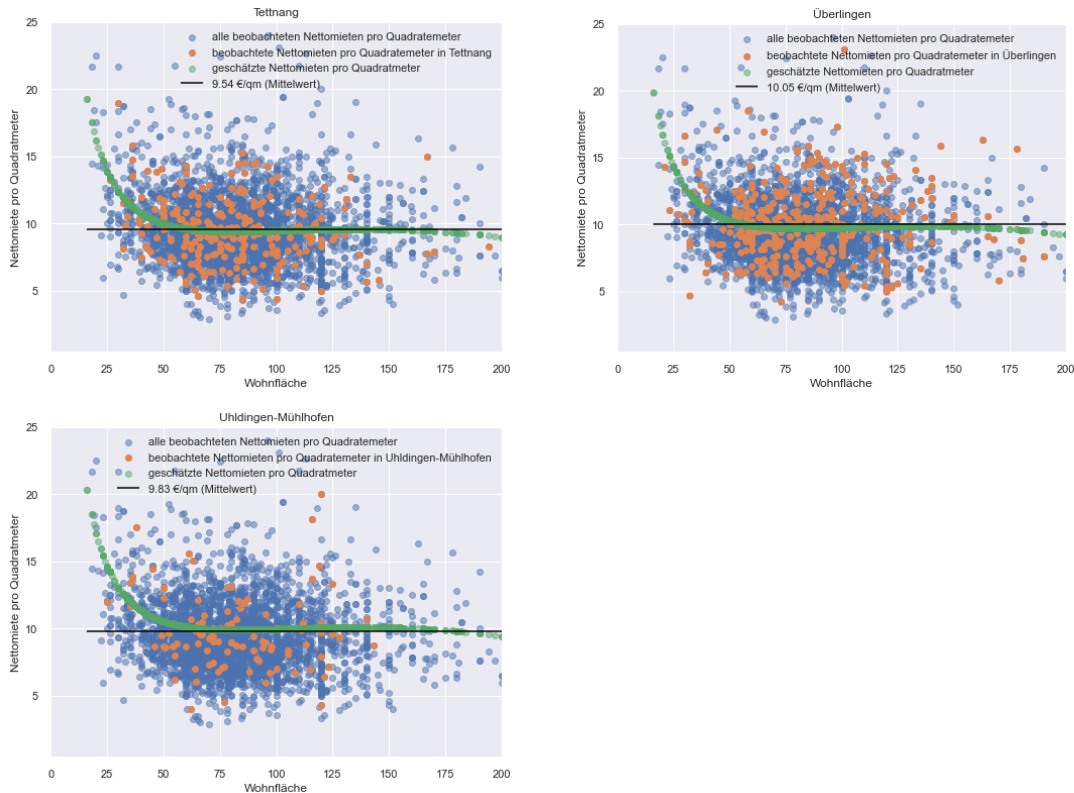 Tettnang
Nettomiete pro Quadratmeter
25
20
15
10
5
alle beobachteten Nettomieten pro Quadratemeter
beobachtete Nettomieten pro Quadratemeter in Tettnang
geschätzte Nettomieten pro Quadratmeter
9.54 €/qm (Mittelwert)
0 25 50 75 100 125 150 175 200
Wohnfläche
Überlingen
Nettomiete pro Quadratmeter
25
20
15
10
5
alle beobachteten Nettomieten pro Quadratemeter
beobachtete Nettomieten pro Quadratemeter in Überlingen
geschätzte Nettomieten pro Quadratmeter
10.05 €/qm (Mittelwert)
0 25 50 75 100 125 150 175 200
Wohnfläche
Uhldingen-Mühlhofen
Nettomiete pro Quadratmeter
25
20
15
10
5
alle beobachteten Nettomieten pro Quadratemeter
beobachtete Nettomieten pro Quadratemeter in Uhldingen-Mühlhofen
geschätzte Nettomieten pro Quadratmeter
9.83 €/qm (Mittelwert)
0 25 50 75 100 125 150 175 200
Wohnfläche